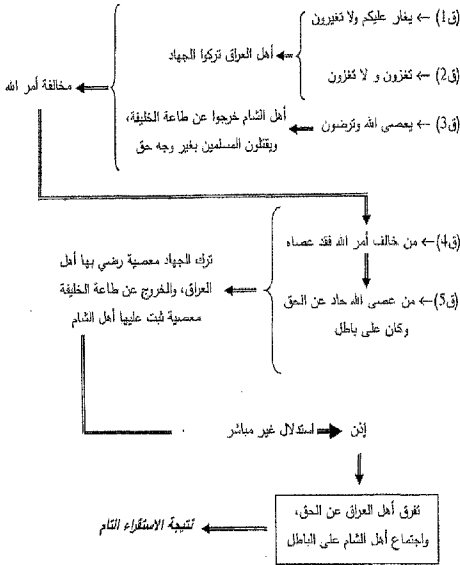 (ق1) ← يغار عليكم ولا تغيرون
(ق2) ← تغزون و لا تغزون
أهل العراق تركوا الجهاد
(ق3) ← يعصى الله وترضون
أهل الشام خرجوا عن طاعة الخليفة،
ويقتلون المسلمين بغير وجه حق
مخالفة أمر الله
(ق4) ← من خالف أمر الله فقد عصاه
(ق5) ← من عصى الله حاد عن الحق
وكان على باطل
ترك الجهاد معصية رضي بها أهل
العراق، والخروج عن طاعة الخليفة
معصية ثبت عليها أهل الشام
إذن
استدلال غير مباشر
تفرق أهل العراق عن الحق،
واجتماع أهل الشام على الباطل
نتيجة الاستقراء التام